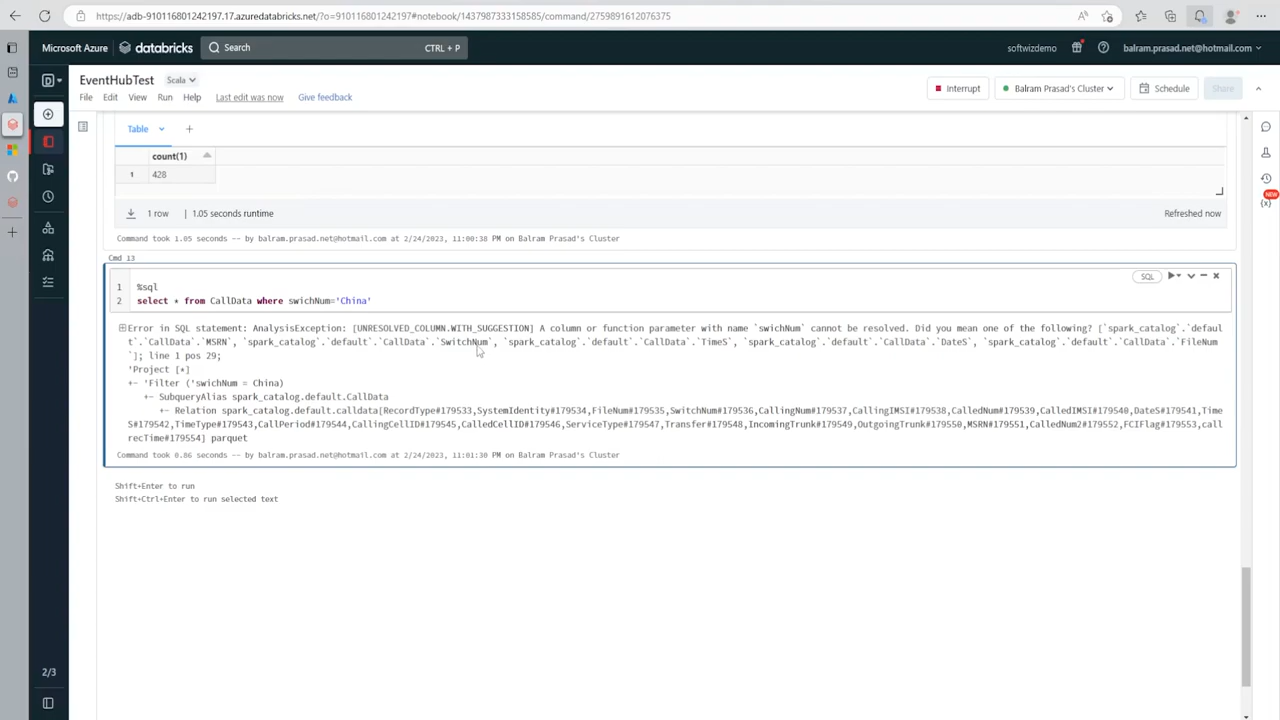 https://adb-910116801242197.17.azuredatabricks.net/?o=910116801242197#notebook/1437987333158585/command/2759891612076375
Microsoft Azure databricks Search CTRL + P softwizdemo balram.prasad.net@hotmail.com
EventHubTest Scala
File Edit View Run Help Last edit was now Give feedback
Interrupt Balram Prasad's Cluster Schedule Share
Table +
count(1)
1 428
1 row | 1.05 seconds runtime Refreshed now
Command took 1.05 seconds -- by balram.prasad.net@hotmail.com at 2/24/2023, 11:00:38 PM on Balram Prasad's Cluster
Cmd 13
SQL
1 %sql
2 select * from CallData where swichNum='China'
Error in SQL statement: AnalysisException: [UNRESOLVED_COLUMN.WITH_SUGGESTION] A column or function parameter with name `swichNum` cannot be resolved. Did you mean one of the following? [`spark_catalog`.`defaul
t`.`CallData`.`MSRN`, `spark_catalog`.`default`.`CallData`.`SwitchNum`, `spark_catalog`.`default`.`CallData`.`TimeS`, `spark_catalog`.`default`.`CallData`.`DateS`, `spark_catalog`.`default`.`CallData`.`FileNum
`]; line 1 pos 29;
'Project [*]
+- 'Filter ('swichNum = China)
+- SubqueryAlias spark_catalog.default.CallData
+- Relation spark_catalog.default.calldata[RecordType#179533,SystemIdentity#179534,FileNum#179535,SwitchNum#179536,CallingNum#179537,CallingIMSI#179538,CalledNum#179539,CalledIMSI#179540,DateS#179541,Time
S#179542,TimeType#179543,CallPeriod#179544,CallingCellID#179545,CalledCellID#179546,ServiceType#179547,Transfer#179548,IncomingTrunk#179549,OutgoingTrunk#179550,MSRN#179551,CalledNum2#179552,FCIFlag#179553,call
recTime#179554] parquet
Command took 0.86 seconds -- by balram.prasad.net@hotmail.com at 2/24/2023, 11:01:30 PM on Balram Prasad's Cluster
Shift+Enter to run
Shift+Ctrl+Enter to run selected text
NEW
2/3